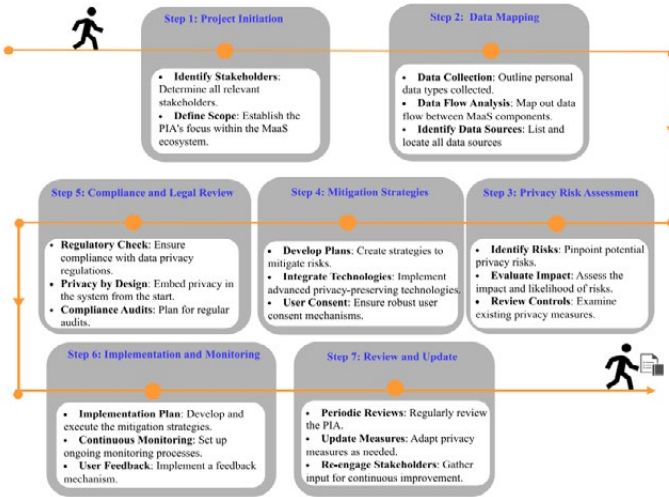 Step 1: Project Initiation
• Identify Stakeholders:
Determine all relevant
stakeholders.
• Define Scope: Establish the
PIA's focus within the MaaS
ecosystem.
Step 2: Data Mapping
• Data Collection: Outline personal
data types collected.
• Data Flow Analysis: Map out data
flow between MaaS components.
• Identify Data Sources: List and
locate all data sources
Step 3: Privacy Risk Assessment
• Identify Risks: Pinpoint potential
privacy risks.
• Evaluate Impact: Assess the
impact and likelihood of risks.
• Review Controls: Examine
existing privacy measures.
Step 4: Mitigation Strategies
• Develop Plans: Create strategies to
mitigate risks.
• Integrate Technologies: Implement
advanced privacy-preserving technologies.
• User Consent: Ensure robust user
consent mechanisms.
Step 5: Compliance and Legal Review
• Regulatory Check: Ensure
compliance with data privacy
regulations.
• Privacy by Design: Embed privacy in
the system from the start.
• Compliance Audits: Plan for regular
audits.
Step 6: Implementation and Monitoring
• Implementation Plan: Develop and
execute the mitigation strategies.
• Continuous Monitoring: Set up
ongoing monitoring processes.
• User Feedback: Implement a feedback
mechanism.
Step 7: Review and Update
• Periodic Reviews: Regularly review
the PIA.
• Update Measures: Adapt privacy
measures as needed.
• Re-engage Stakeholders: Gather
input for continuous improvement.